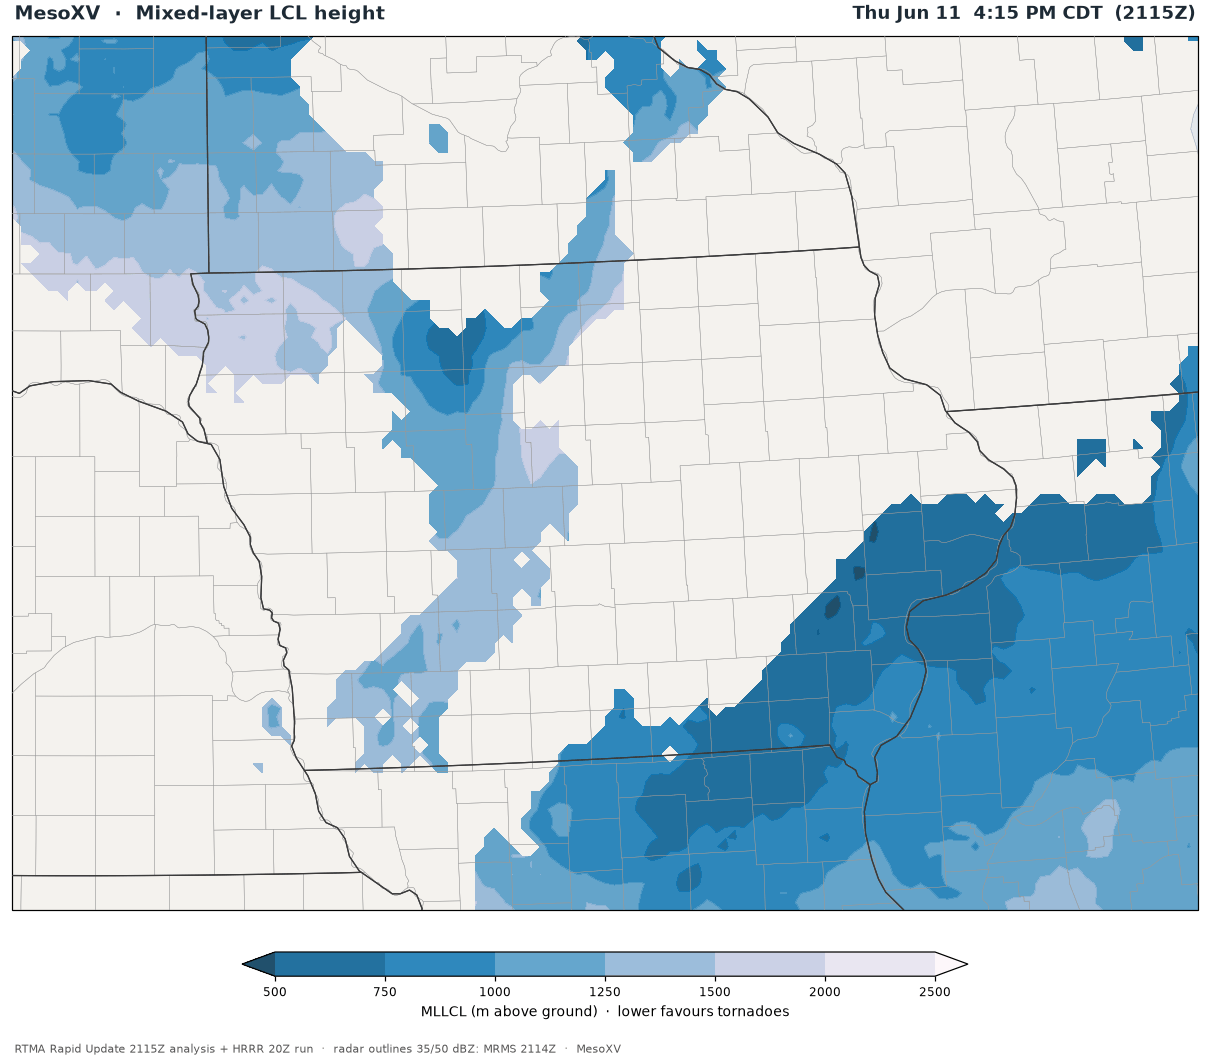 MesoXV · Mixed-layer LCL height
Thu Jun 11 4:15 PM CDT (2115Z)
500 750 1000 1250 1500 2000 2500
MLLCL (m above ground) · lower favours tornadoes
RTMA Rapid Update 2115Z analysis + HRRR 20Z run · radar outlines 35/50 dBZ: MRMS 2114Z · MesoXV